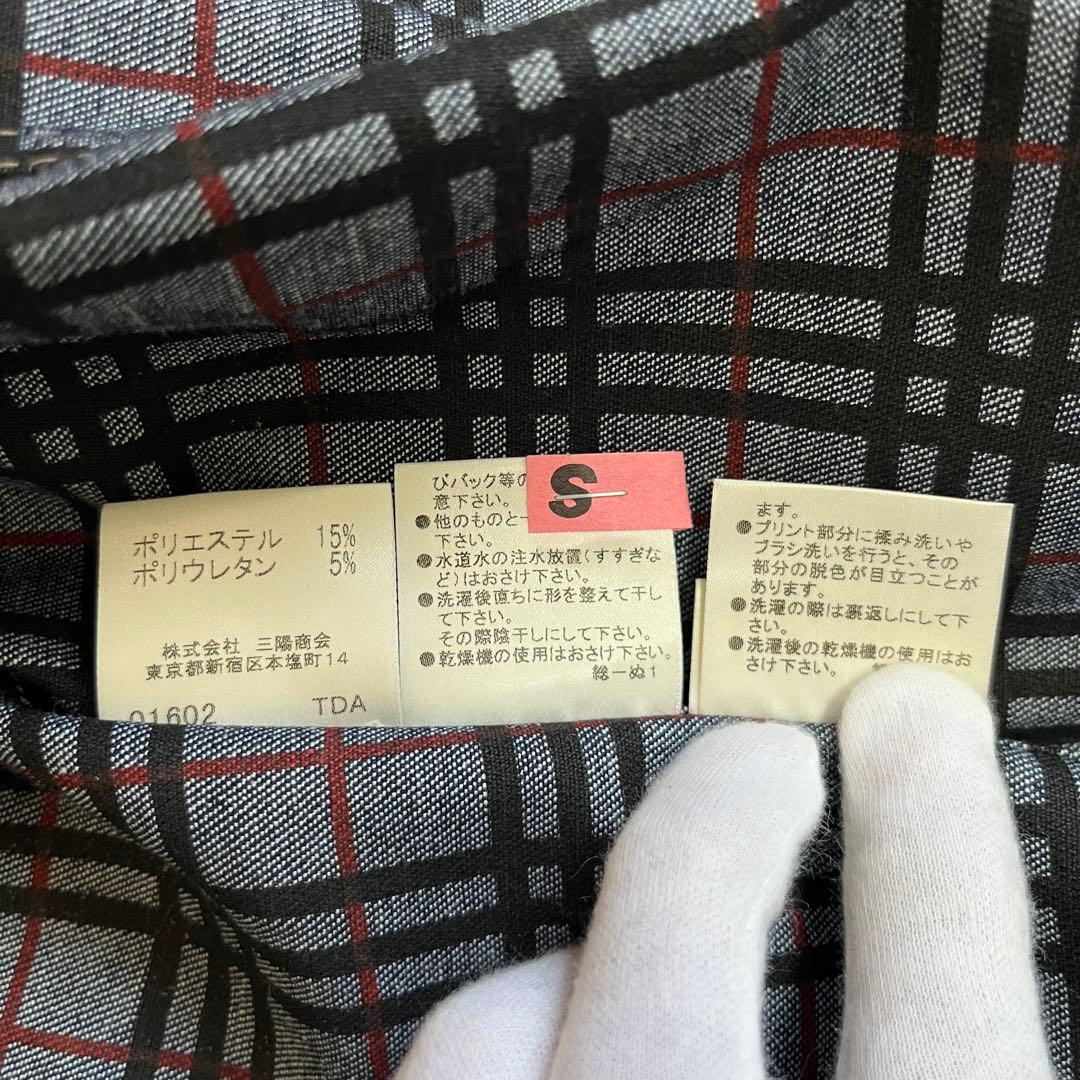 ポリエステル 15%
ポリウレタン 5%
株式会社 三陽商会
東京都新宿区本塩町14
01602 TDA
びバック等の
意下さい。
●他のものと一
下さい。
●水道水の注水放置(すすぎな
ど)はおさけ下さい。
●洗濯後直ちに形を整えて干し
て下さい。
その際陰干しにして下さい。
●乾燥機の使用はおさけ下さい。
総ーぬ1
S
ます。
●プリント部分に揉み洗いや
ブラシ洗いを行うと、その
部分の脱色が目立つことが
あります。
●洗濯の際は裏返しにして下
さい。
●洗濯後の乾燥機の使用はお
さけ下さい。